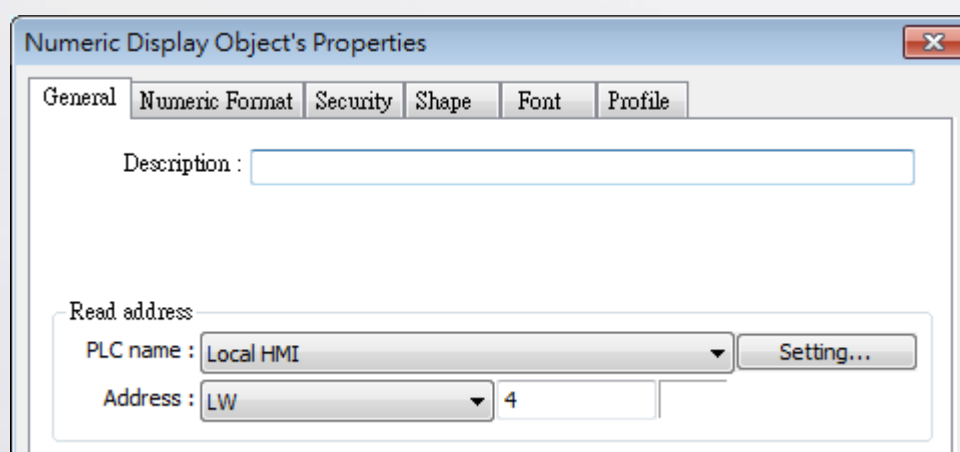 Numeric Display Object's Properties
General Numeric Format Security Shape Font Profile
Description :
Read address
PLC name : Local HMI Setting...
Address : LW 4